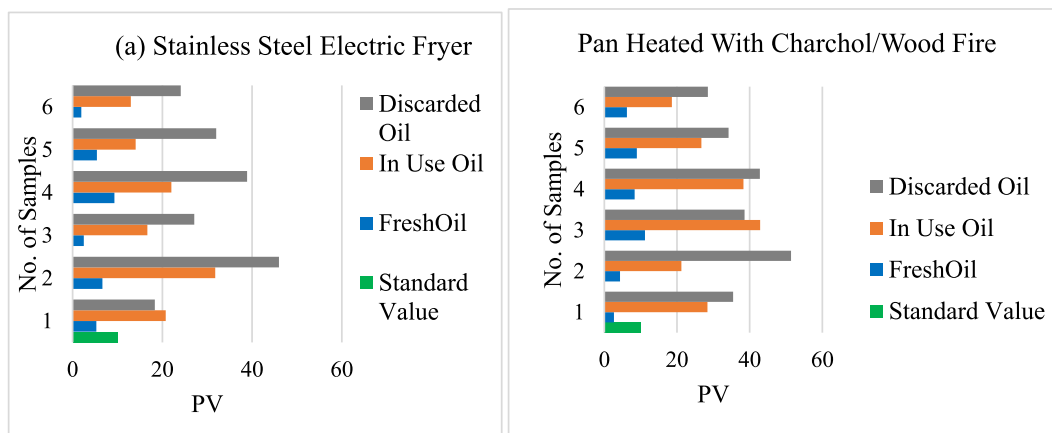 (a) Stainless Steel Electric Fryer
No. of Samples
6
5
4
3
2
1
0
20
40
60
PV
Discarded
Oil
In Use Oil
FreshOil
Standard
Value
Pan Heated With Charchol/Wood Fire
No. of Samples
6
5
4
3
2
1
0
20
40
60
PV
Discarded Oil
In Use Oil
FreshOil
Standard Value